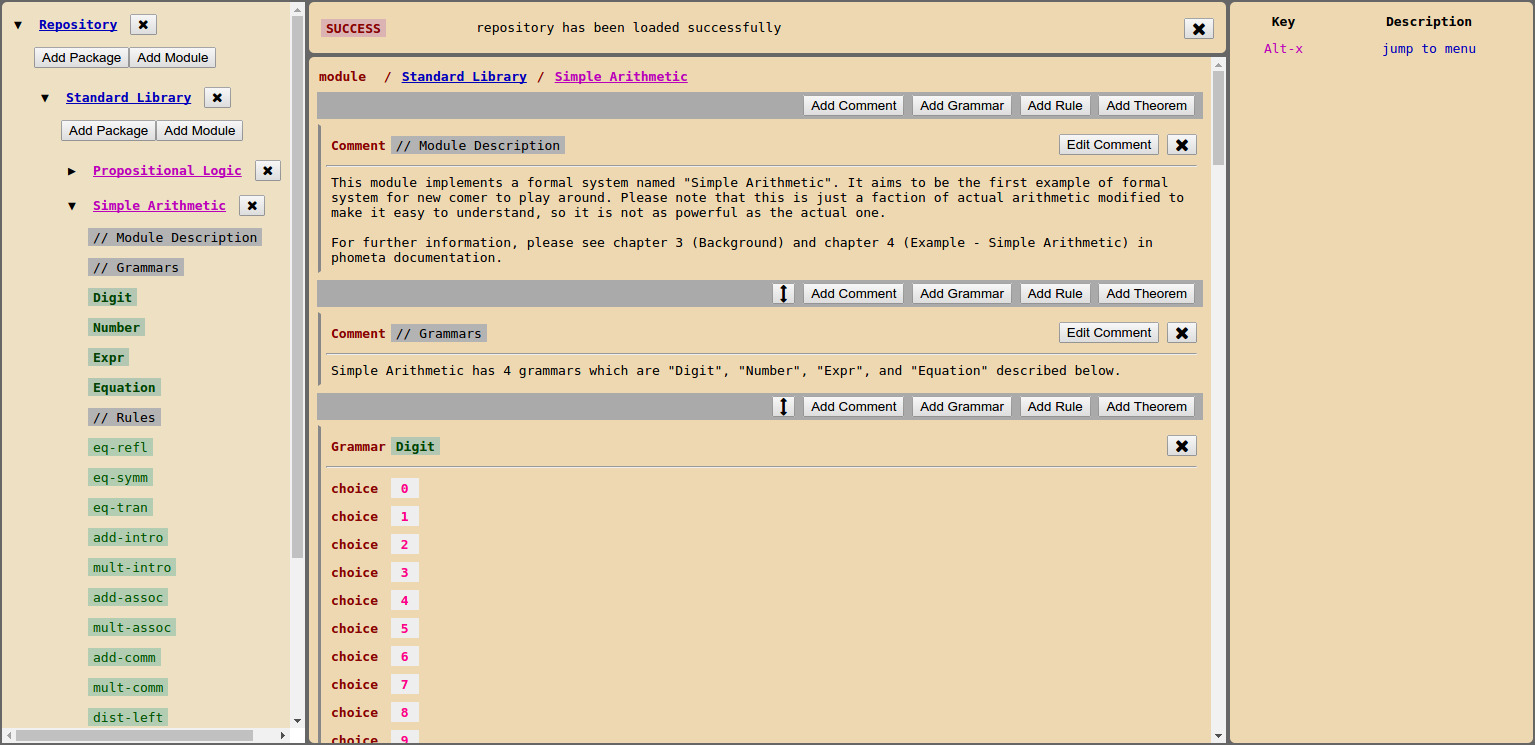 ▼ Repository ✖
Add Package Add Module
▼ Standard Library ✖
Add Package Add Module
▶ Propositional Logic ✖
▼ Simple Arithmetic ✖
// Module Description
// Grammars
Digit
Number
Expr
Equation
// Rules
eq-refl
eq-symm
eq-tran
add-intro
mult-intro
add-assoc
mult-assoc
add-comm
mult-comm
dist-left
SUCCESS repository has been loaded successfully ✖
module / Standard Library / Simple Arithmetic
Add Comment Add Grammar Add Rule Add Theorem
Comment // Module Description Edit Comment ✖
This module implements a formal system named "Simple Arithmetic". It aims to be the first example of formal
system for new comer to play around. Please note that this is just a faction of actual arithmetic modified to
make it easy to understand, so it is not as powerful as the actual one.
For further information, please see chapter 3 (Background) and chapter 4 (Example - Simple Arithmetic) in
phometa documentation.
Add Comment Add Grammar Add Rule Add Theorem
Comment // Grammars Edit Comment ✖
Simple Arithmetic has 4 grammars which are "Digit", "Number", "Expr", and "Equation" described below.
Add Comment Add Grammar Add Rule Add Theorem
Grammar Digit ✖
choice 0
choice 1
choice 2
choice 3
choice 4
choice 5
choice 6
choice 7
choice 8
choice 9
Key Description
Alt-x jump to menu